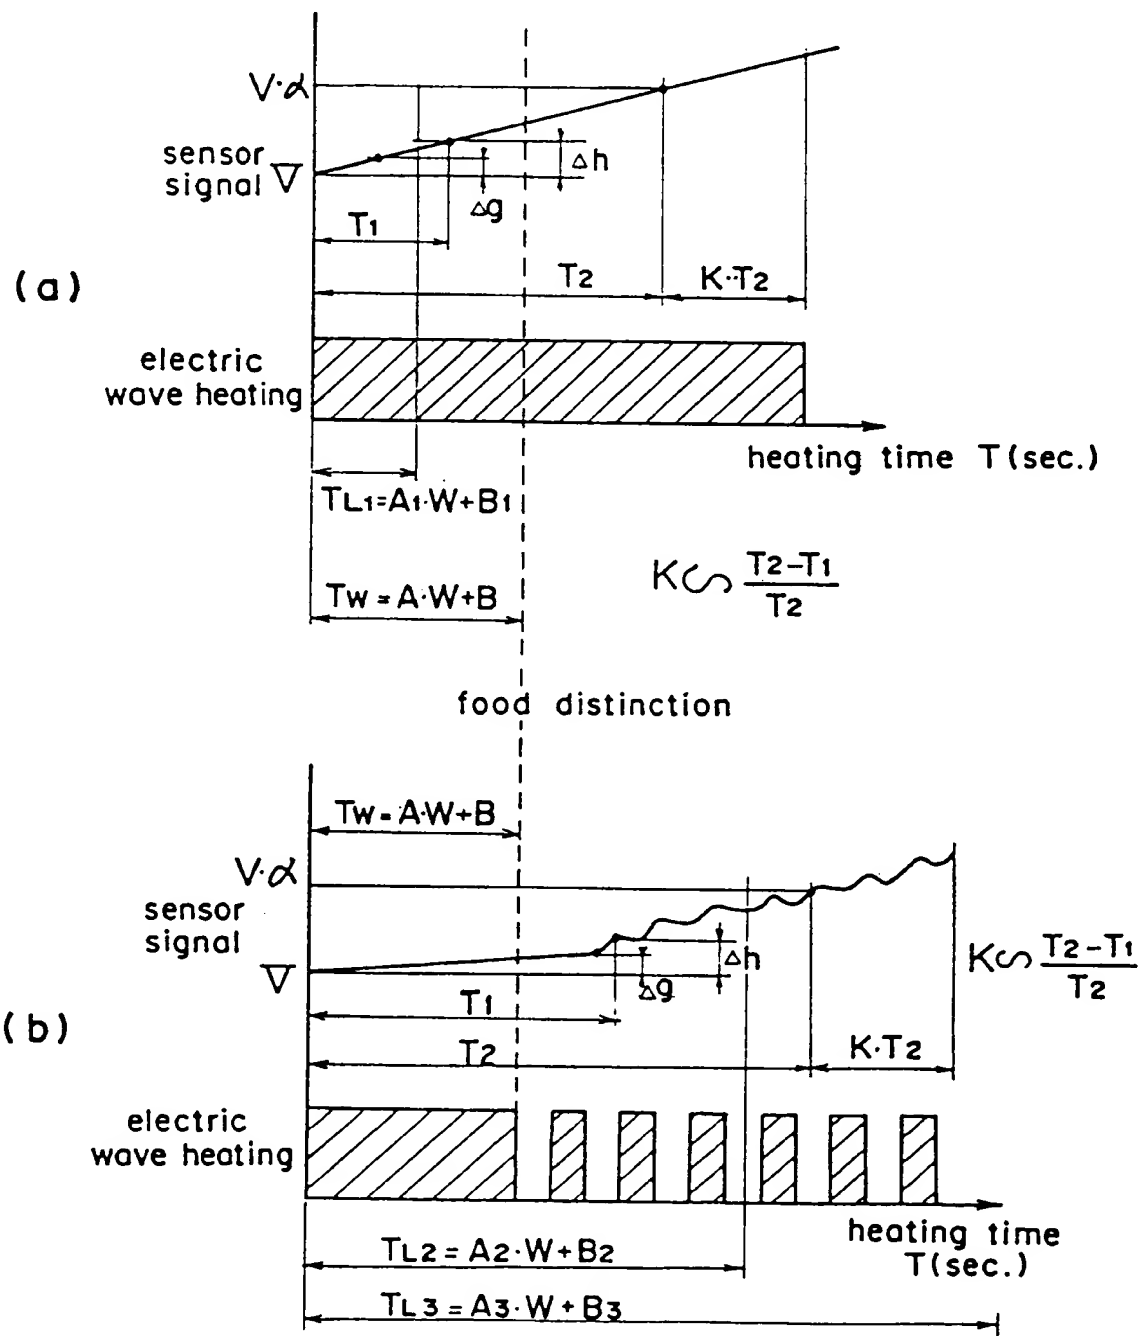 V·α
sensor
signal V
Δh
Δg
T1
T2
K·T2
(a)
electric
wave heating
heating time T(sec.)
TL1=A1·W+B1
TW=A·W+B
K∽ T2-T1
T2
food distinction
TW=A·W+B
V·α
sensor
signal
V
Δh
Δg
K∽ T2-T1
T2
T1
(b)
T2
K·T2
electric
wave heating
heating time
T(sec.)
TL2=A2·W+B2
TL3=A3·W+B3